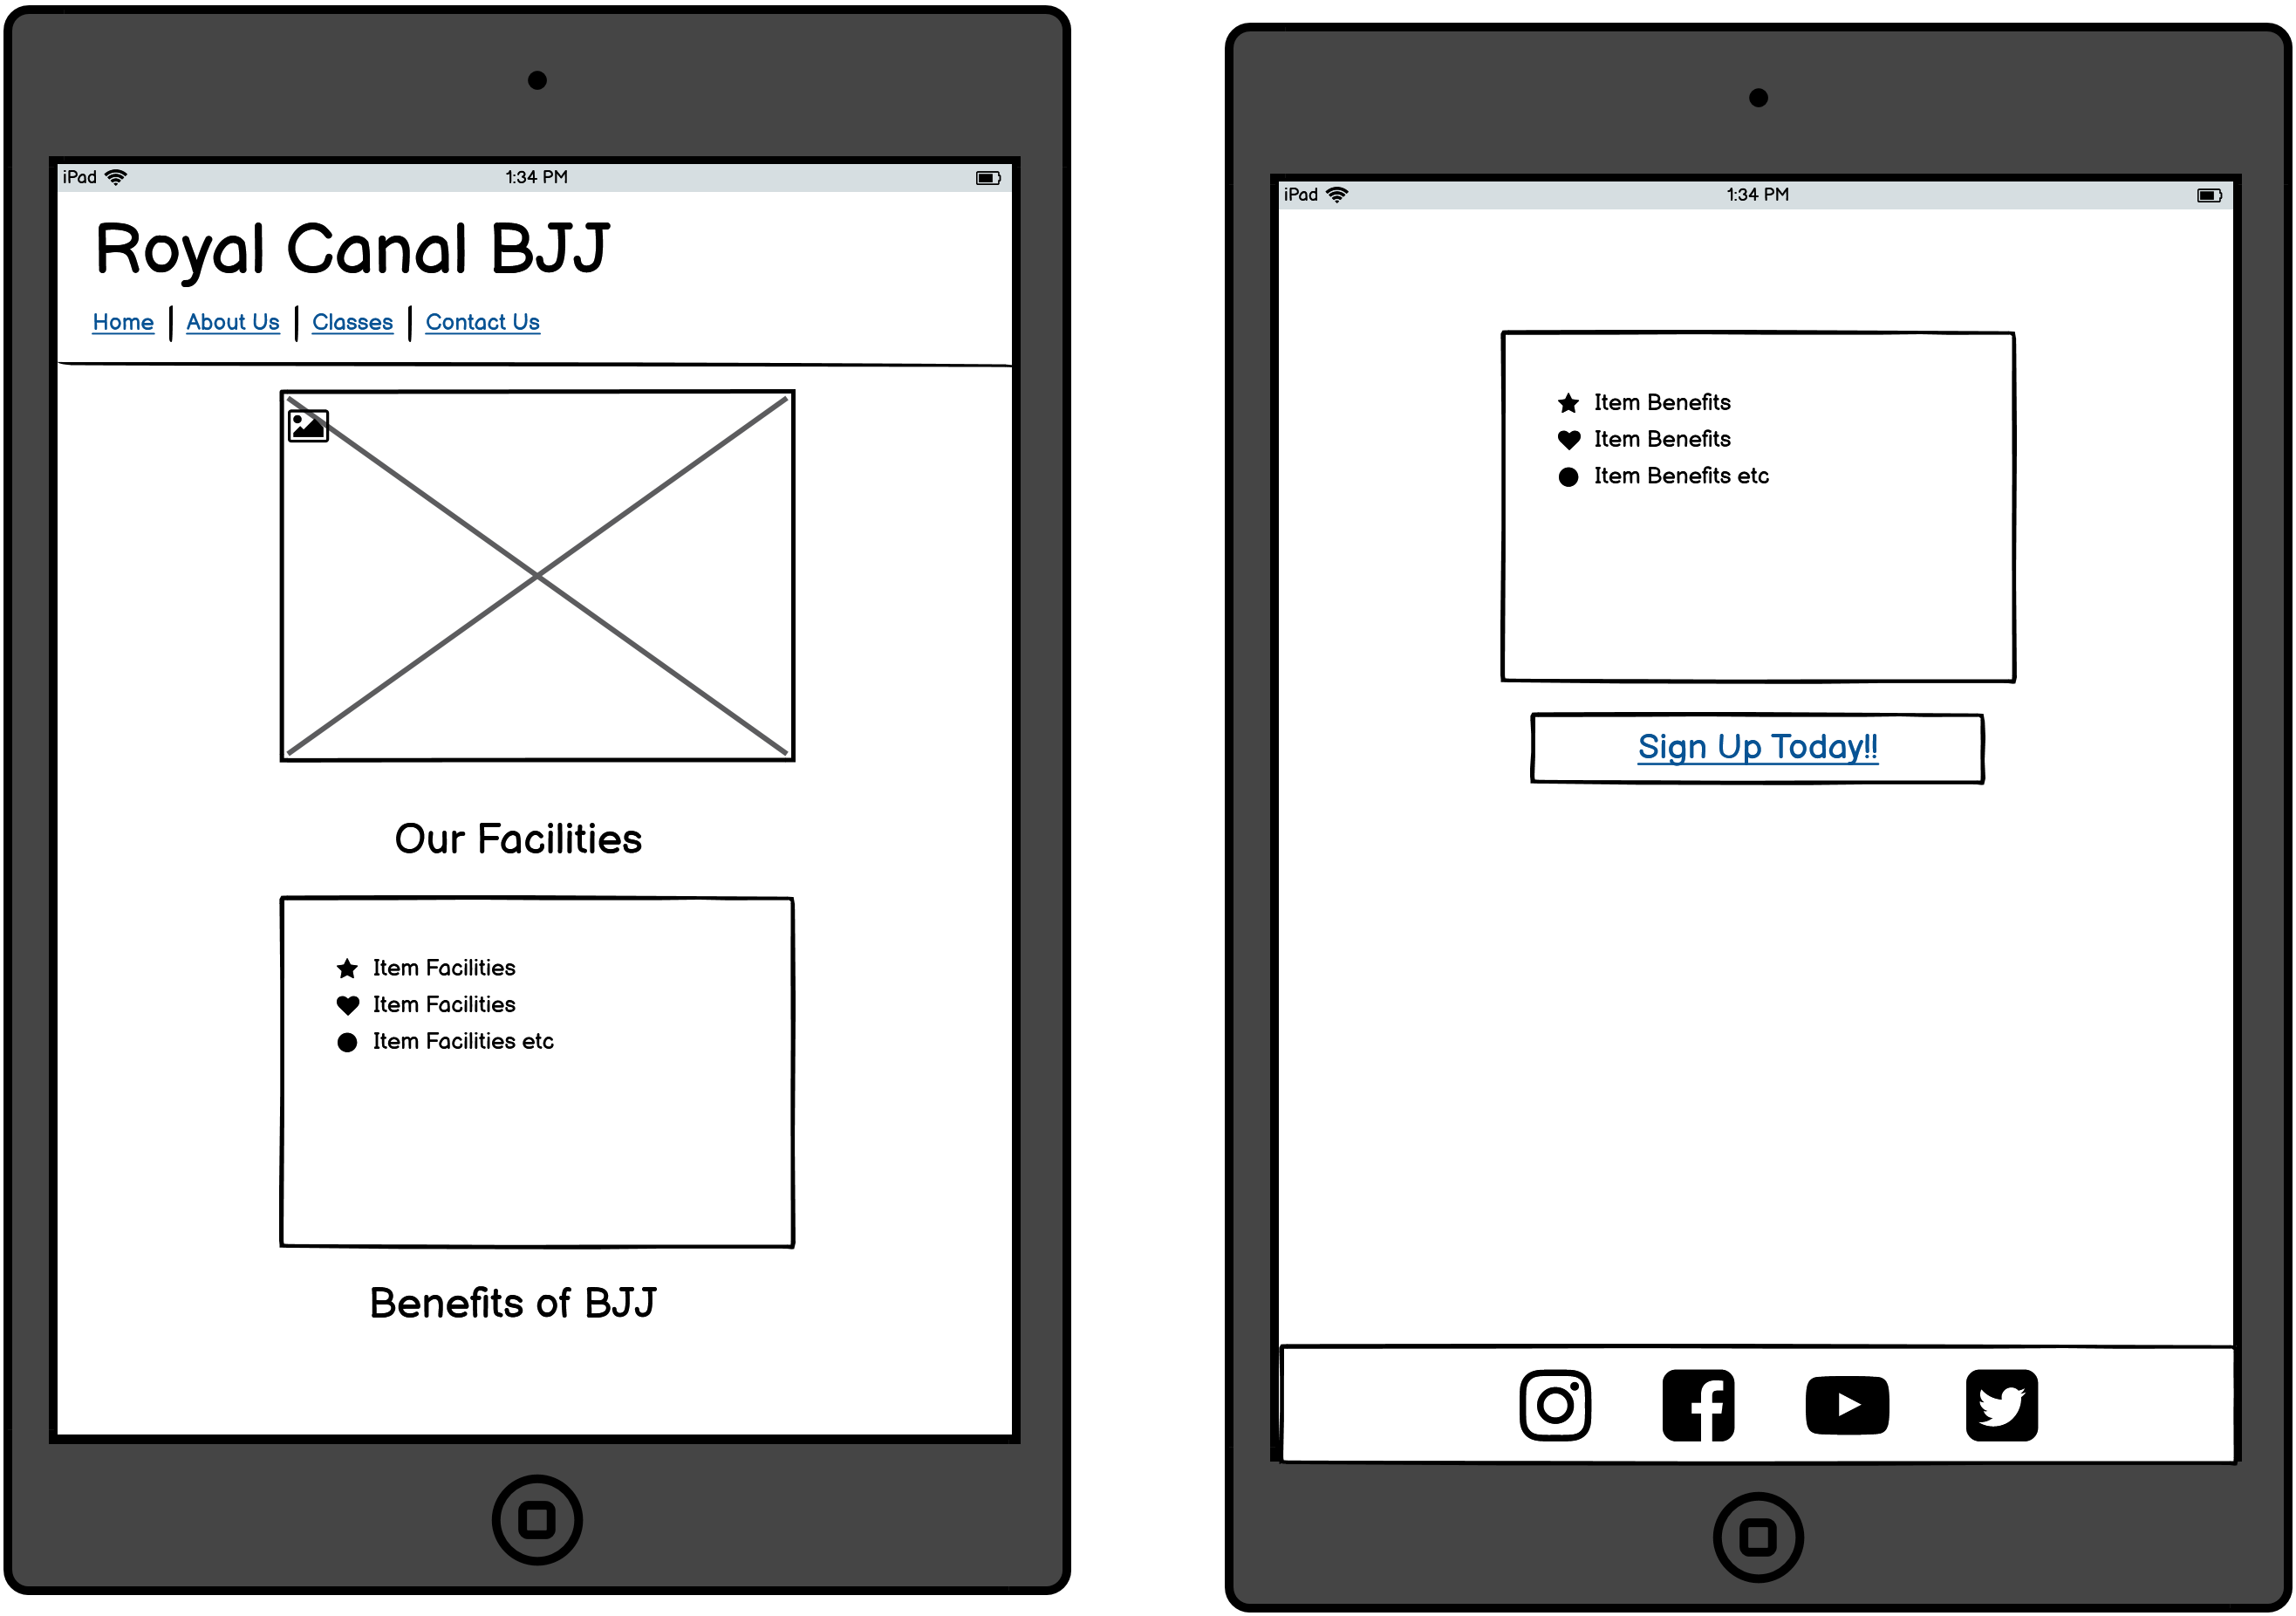 iPad 1:34 PM
Royal Canal BJJ
Home About Us Classes Contact Us
Our Facilities
Item Facilities
Item Facilities
Item Facilities etc
Benefits of BJJ
iPad 1:34 PM
Item Benefits
Item Benefits
Item Benefits etc
Sign Up Today!!